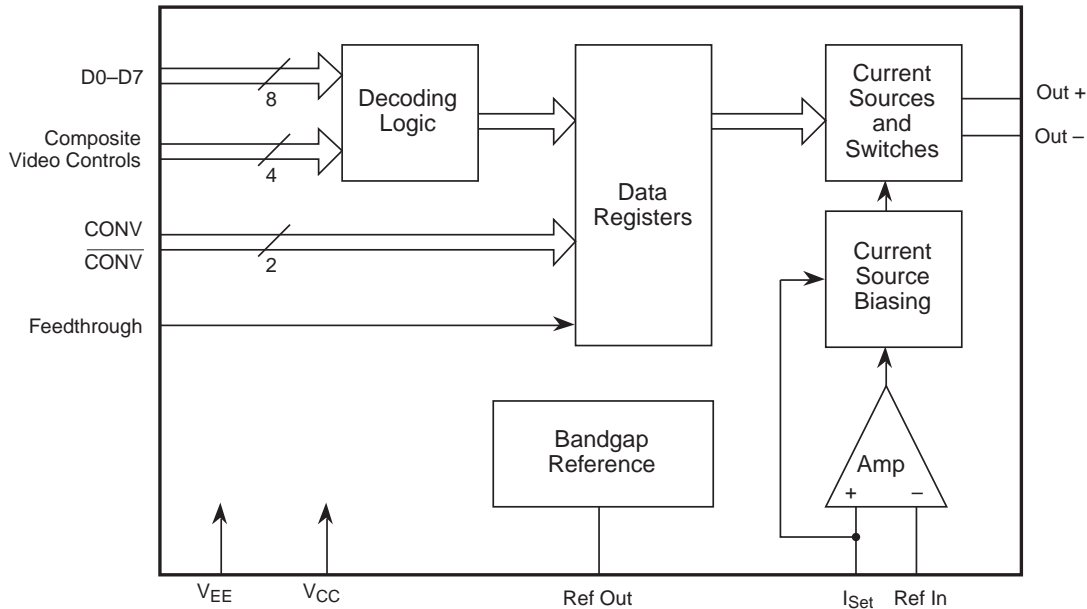 D0–D7
8
Composite
Video Controls
4
CONV
CONV
2
Feedthrough
Decoding
Logic
Data
Registers
Current
Sources
and
Switches
Out +
Out –
Current
Source
Biasing
Bandgap
Reference
Amp
+ –
VEE
VCC
Ref Out
ISet
Ref In